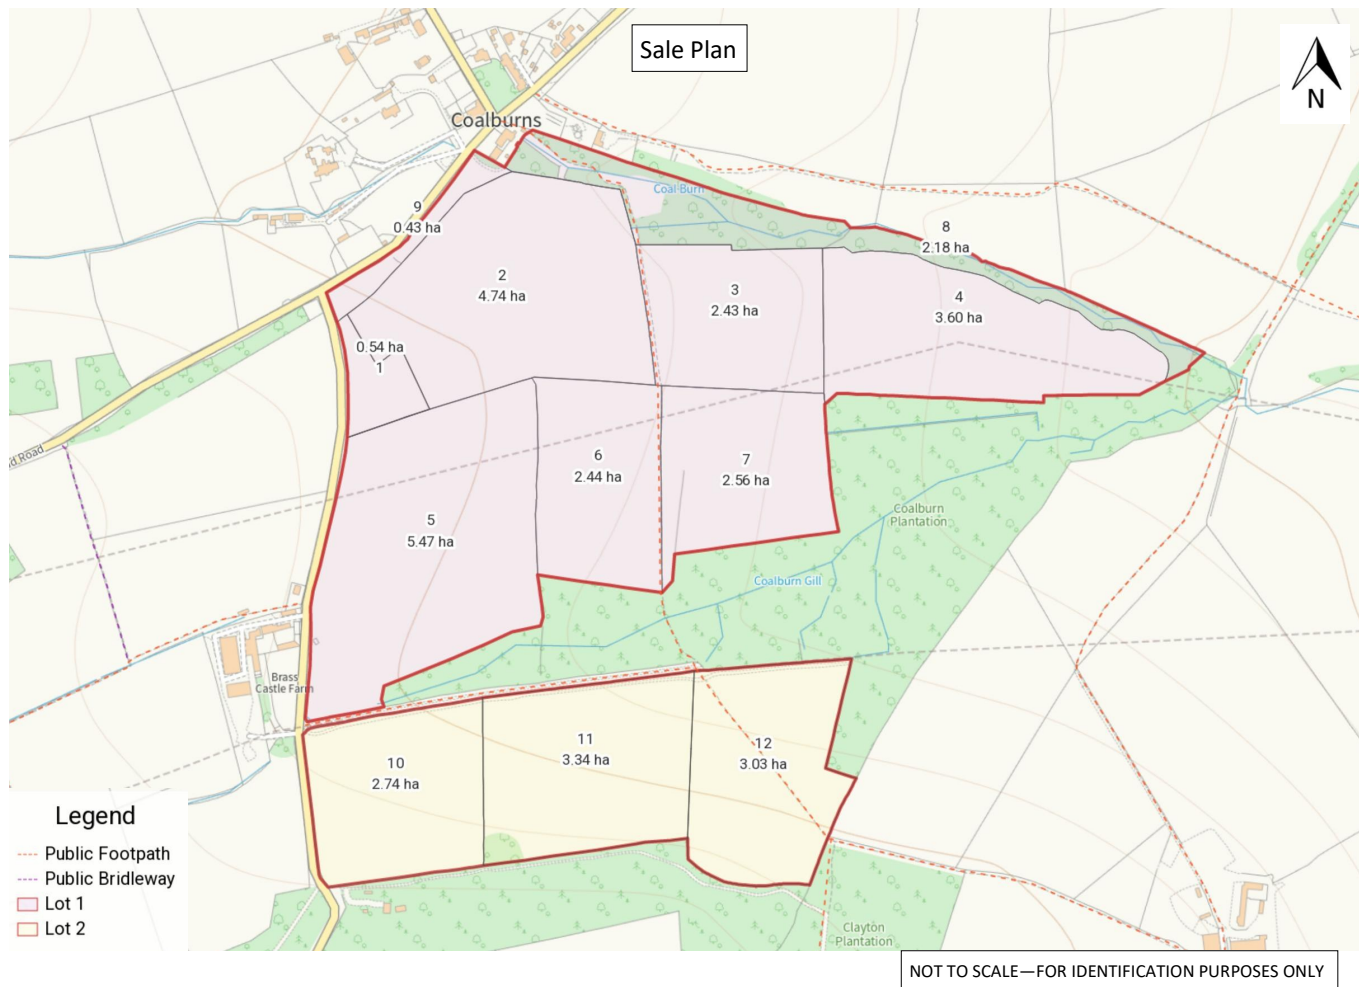 Sale Plan
N
Coalburns
Coal Burn
9
0.43 ha
8
2.18 ha
2
4.74 ha
3
2.43 ha
4
3.60 ha
0.54 ha
1
6
2.44 ha
7
2.56 ha
5
5.47 ha
d Road
Coalburn
Plantation
Coalburn Gill
Brass
Castle Farm
10
2.74 ha
11
3.34 ha
12
3.03 ha
Legend
Public Footpath
Public Bridleway
Lot 1
Lot 2
Clayton
Plantation
NOT TO SCALE—FOR IDENTIFICATION PURPOSES ONLY